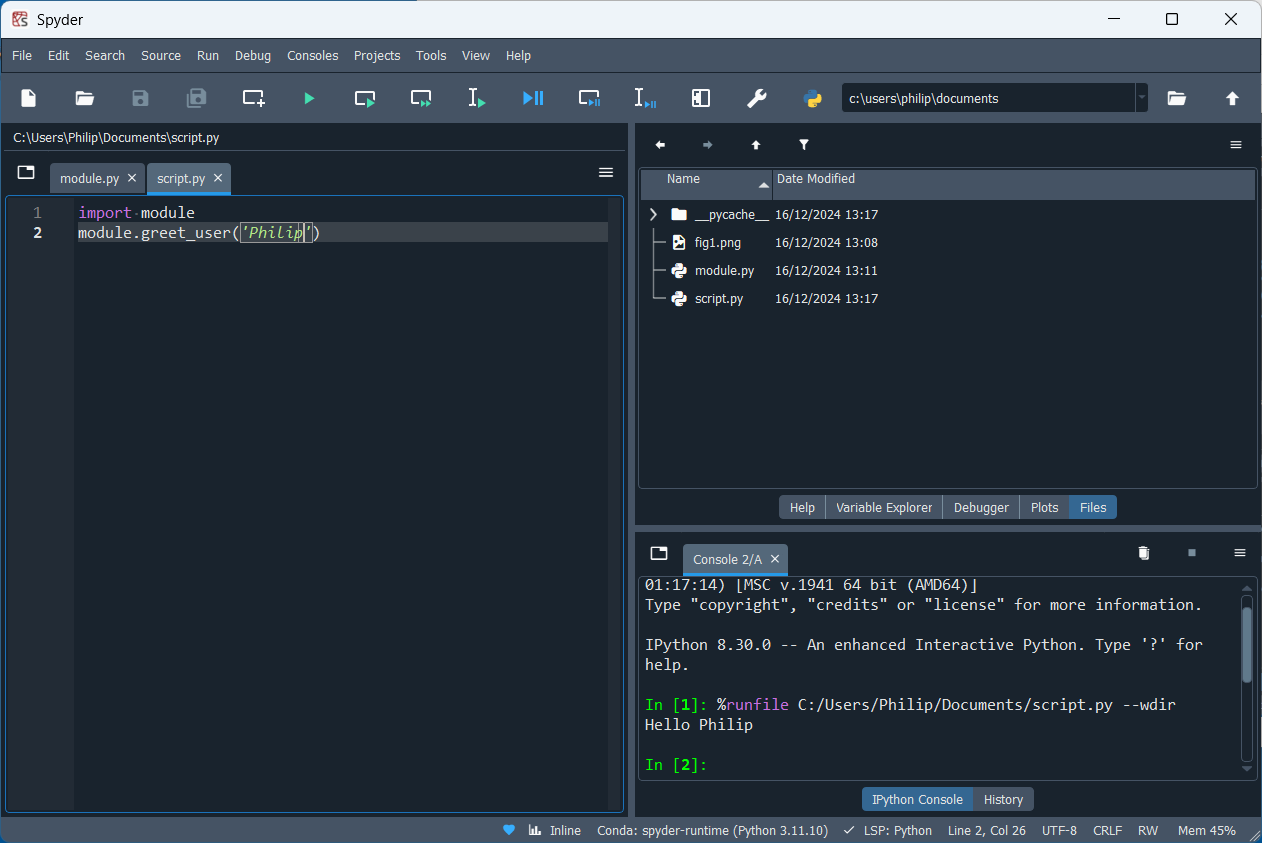 Spyder
File Edit Search Source Run Debug Consoles Projects Tools View Help
c:\users\philip\documents
C:\Users\Philip\Documents\script.py
module.py script.py
1 import module
2 module.greet_user('Philip')
Name Date Modified
__pycache__ 16/12/2024 13:17
fig1.png 16/12/2024 13:08
module.py 16/12/2024 13:11
script.py 16/12/2024 13:17
Help Variable Explorer Debugger Plots Files
Console 2/A
01:17:14) [MSC v.1941 64 bit (AMD64)]
Type "copyright", "credits" or "license" for more information.
IPython 8.30.0 -- An enhanced Interactive Python. Type '?' for
help.
In [1]: %runfile C:/Users/Philip/Documents/script.py --wdir
Hello Philip
In [2]:
IPython Console History
Inline Conda: spyder-runtime (Python 3.11.10) LSP: Python Line 2, Col 26 UTF-8 CRLF RW Mem 45%